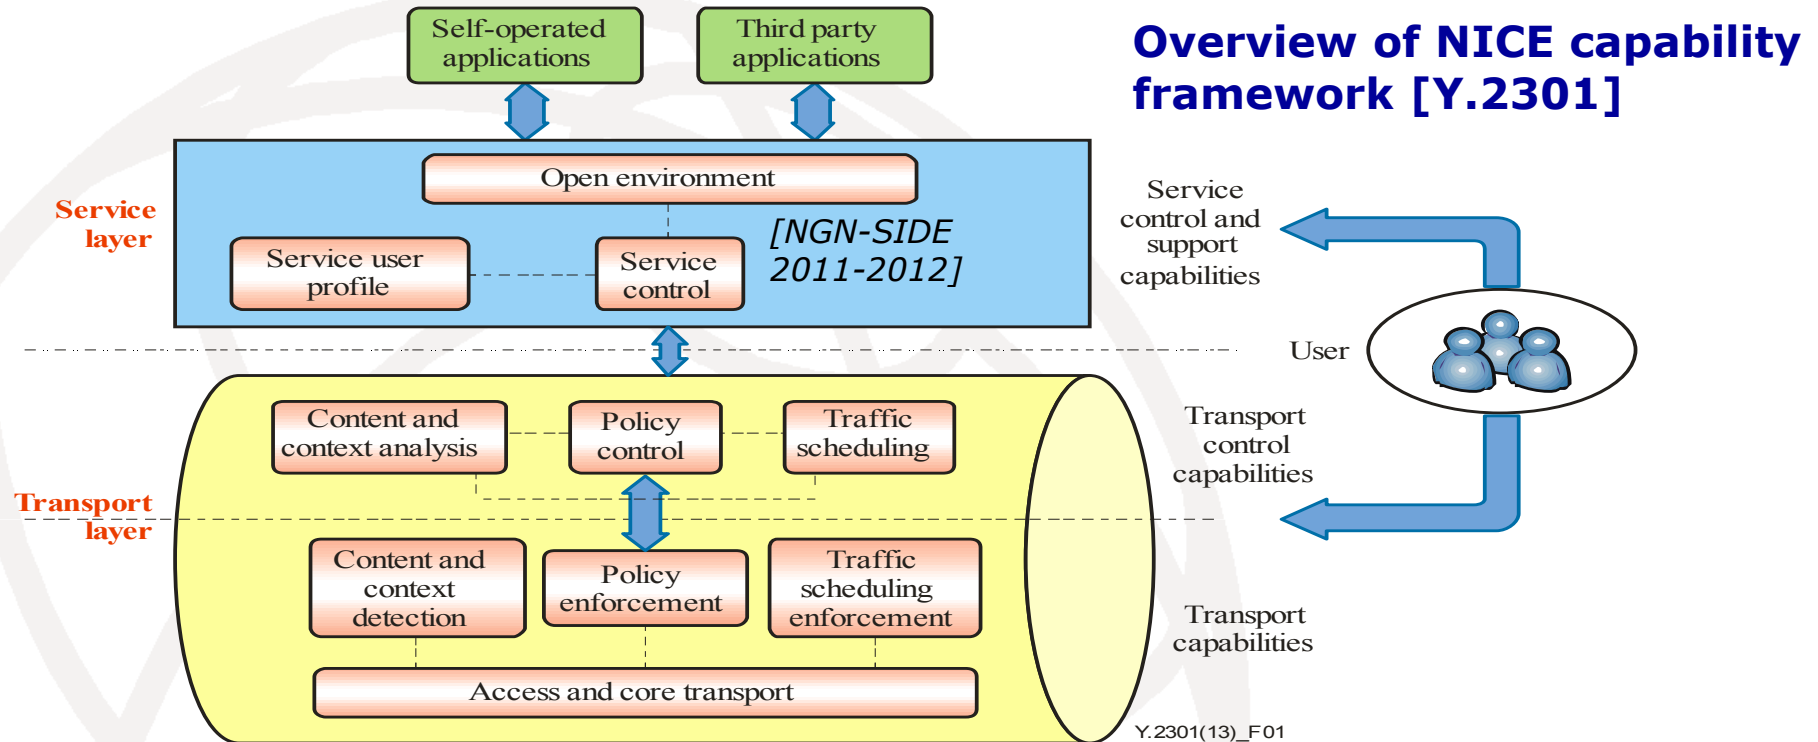 Overview of NICE capability
framework [Y.2301]
Self-operated
applications
Third party
applications
Open environment
Service
layer
[NGN-SIDE
2011-2012]
Service user
profile
Service
control
Service
control and
support
capabilities
User
Content and
context analysis
Policy
control
Traffic
scheduling
Transport
control
capabilities
Transport
layer
Content and
context
detection
Policy
enforcement
Traffic
scheduling
enforcement
Transport
capabilities
Access and core transport
Y.2301(13)_F01